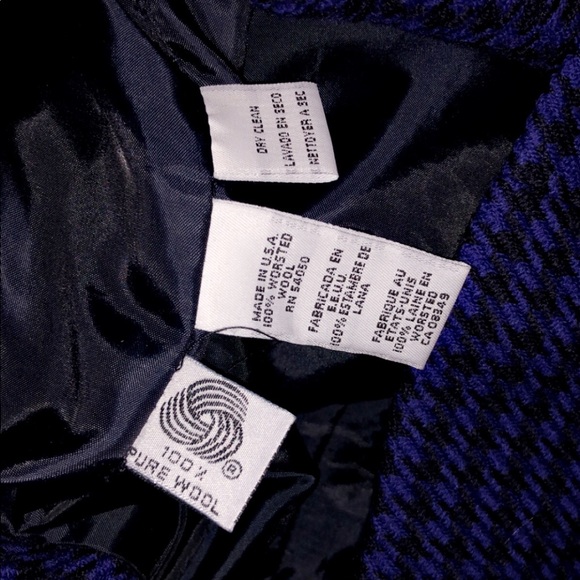 DRY CLEAN
LAVADO EN SECO
NETTOYER A SEC
MADE IN U.S.A.
100% WORSTED
WOOL
RN 54050
FABRICADA EN
E.E.U.U.
100% ESTAMBRE DE
LANA
FABRIQUE AU
ETATS-UNIS
100% LAINE EN
WORSTED
CA 08349
100%
PURE WOOL
®